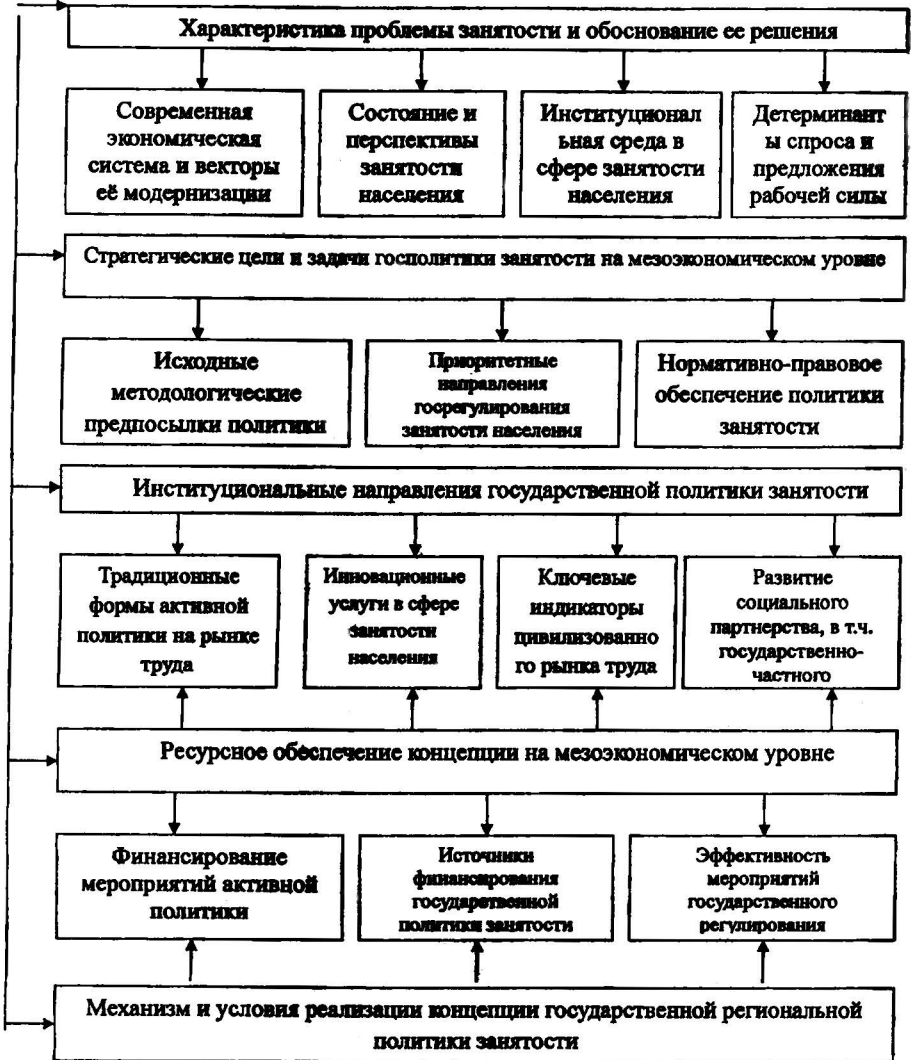 Характеристика проблемы занятости и обоснование ее решения
Современная
экономическая
система и векторы
её модернизации
Состояние и
перспективы
занятости
населения
Институционал
ьная среда в
сфере занятости
населения
Детерминант
ы спроса и
предложения
рабочей силы
Стратегические цели и задачи госполитики занятости на мезоэкономическом уровне
Исходные
методологические
предпосылки политики
Приоритетные
направления
госрегулирования
занятости населения
Нормативно-правовое
обеспечение политики
занятости
Институциональные направления государственной политики занятости
Традиционные
формы активной
политики на рынке
труда
Инновационные
услуги в сфере
занятости
населения
Ключевые
индикаторы
цивилизованно
го рынка труда
Развитие
социального
партнерства, в т.ч.
государственно-
частного
Ресурсное обеспечение концепции на мезоэкономическом уровне
Финансирование
мероприятий активной
политики
Источники
финансирования
государственной
политики занятости
Эффективность
мероприятий
государственного
регулирования
Механизм и условия реализации концепции государственной региональной
политики занятости